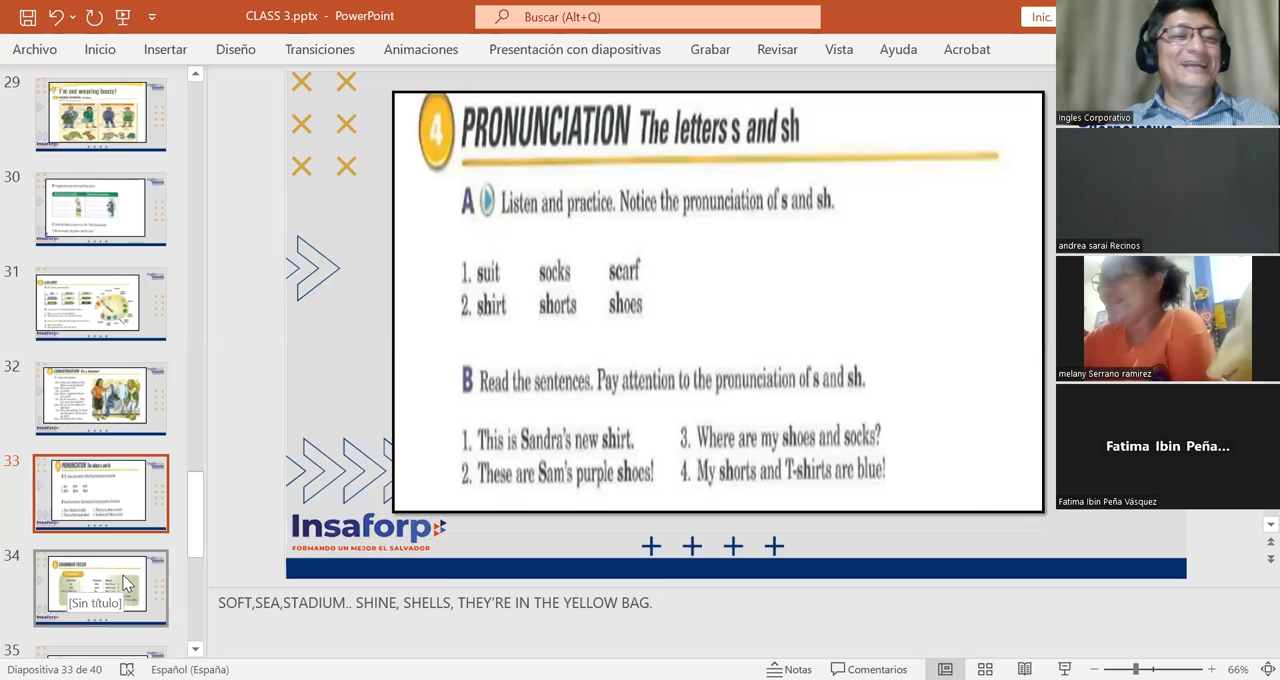 CLASS 3.pptx - PowerPoint
Buscar (Alt+Q)
Inic.
Archivo Inicio Insertar Diseño Transiciones Animaciones Presentación con diapositivas Grabar Revisar Vista Ayuda Acrobat
29
I'm not wearing boots!
30
31
32
33
34
[Sin título]
35
4 PRONUNCIATION The letters s and sh
A Listen and practice. Notice the pronunciation of s and sh.
1. suit socks scarf
2. shirt shorts shoes
B Read the sentences. Pay attention to the pronunciation of s and sh.
1. This is Sandra's new shirt.
2. These are Sam's purple shoes!
3. Where are my shoes and socks?
4. My shorts and T-shirts are blue!
Insaforp
FORMANDO UN MEJOR EL SALVADOR
SOFT,SEA,STADIUM.. SHINE, SHELLS, THEY'RE IN THE YELLOW BAG.
Ingles Corporativo
andrea sarai Recinos
melany Serrano ramirez
Fatima Ibin Peña...
Fatima Ibin Peña Vásquez
Diapositiva 33 de 40
Español (España)
Notas
Comentarios
66%